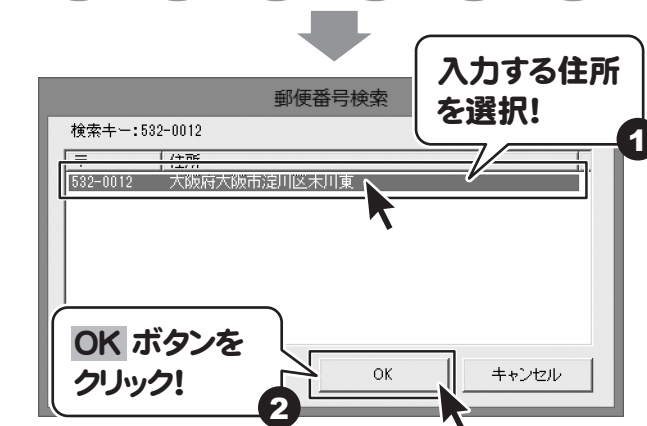 郵便番号検索
入力する住所
を選択!
1
検索キー:532-0012
〒 住所
532-0012 大阪府大阪市淀川区木川東
OK ボタンを
クリック!
2
OK キャンセル